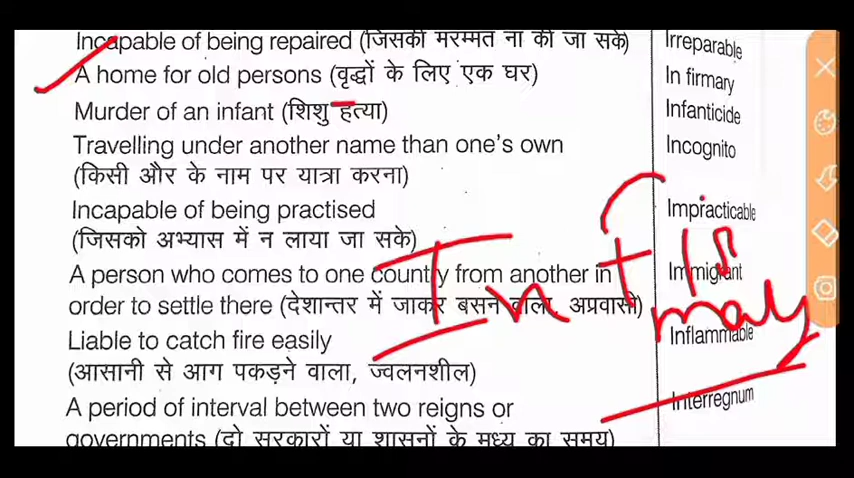 Incapable of being repaired (जिसकी मरम्मत ना की जा सके) Irreparable
A home for old persons (वृद्धों के लिए एक घर) In firmary
Murder of an infant (शिशु हत्या) Infanticide
Travelling under another name than one's own Incognito
(किसी और के नाम पर यात्रा करना)
Incapable of being practised Impracticable
(जिसको अभ्यास में न लाया जा सके)
A person who comes to one country from another in Immigrant
order to settle there (देशान्तर में जाकर बसने वाला, अप्रवासी)
Liable to catch fire easily Inflammable
(आसानी से आग पकड़ने वाला, ज्वलनशील)
A period of interval between two reigns or Interregnum
governments (दो सरकारों या शासनों के मध्य का समय)